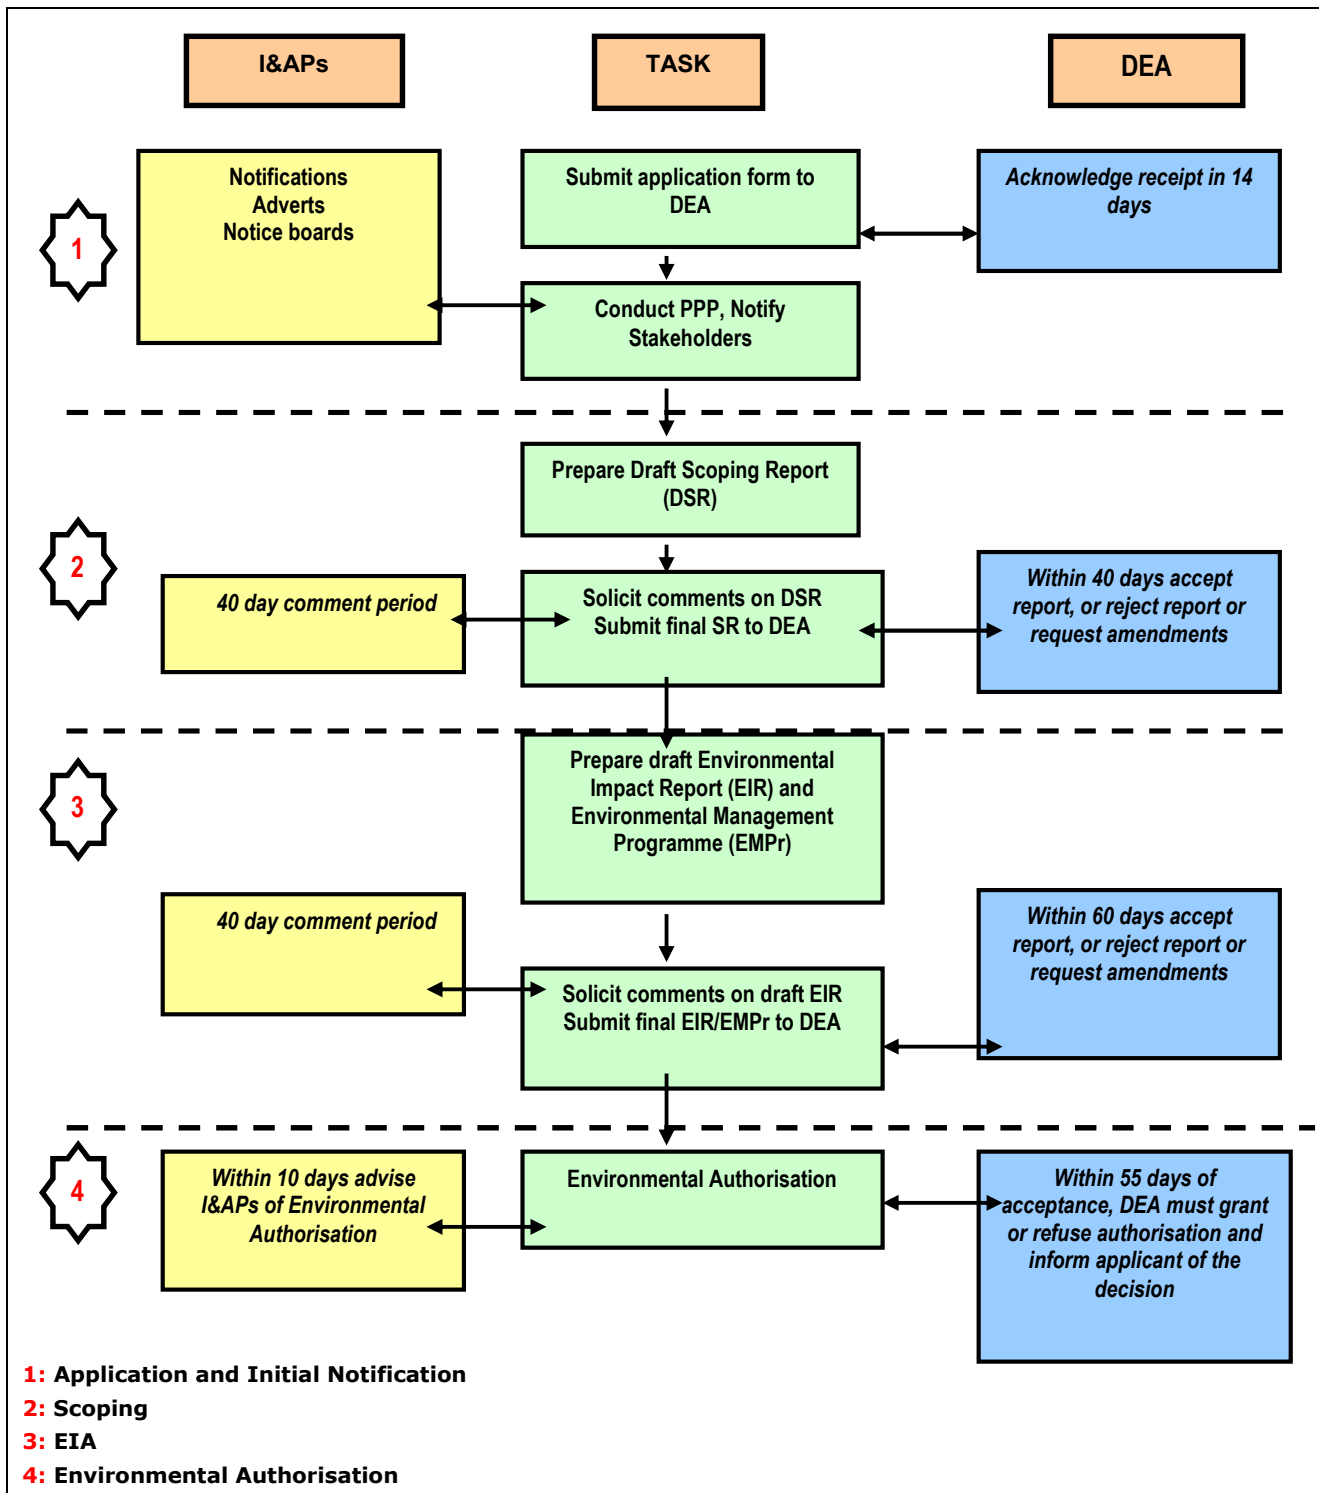 I&APs
TASK
DEA
1
Notifications
Adverts
Notice boards
Submit application form to
DEA
Acknowledge receipt in 14
days
Conduct PPP, Notify
Stakeholders
2
Prepare Draft Scoping Report
(DSR)
40 day comment period
Solicit comments on DSR
Submit final SR to DEA
Within 40 days accept
report, or reject report or
request amendments
3
Prepare draft Environmental
Impact Report (EIR) and
Environmental Management
Programme (EMPr)
40 day comment period
Solicit comments on draft EIR
Submit final EIR/EMPr to DEA
Within 60 days accept
report, or reject report or
request amendments
4
Within 10 days advise
I&APs of Environmental
Authorisation
Environmental Authorisation
Within 55 days of
acceptance, DEA must grant
or refuse authorisation and
inform applicant of the
decision
1: Application and Initial Notification
2: Scoping
3: EIA
4: Environmental Authorisation